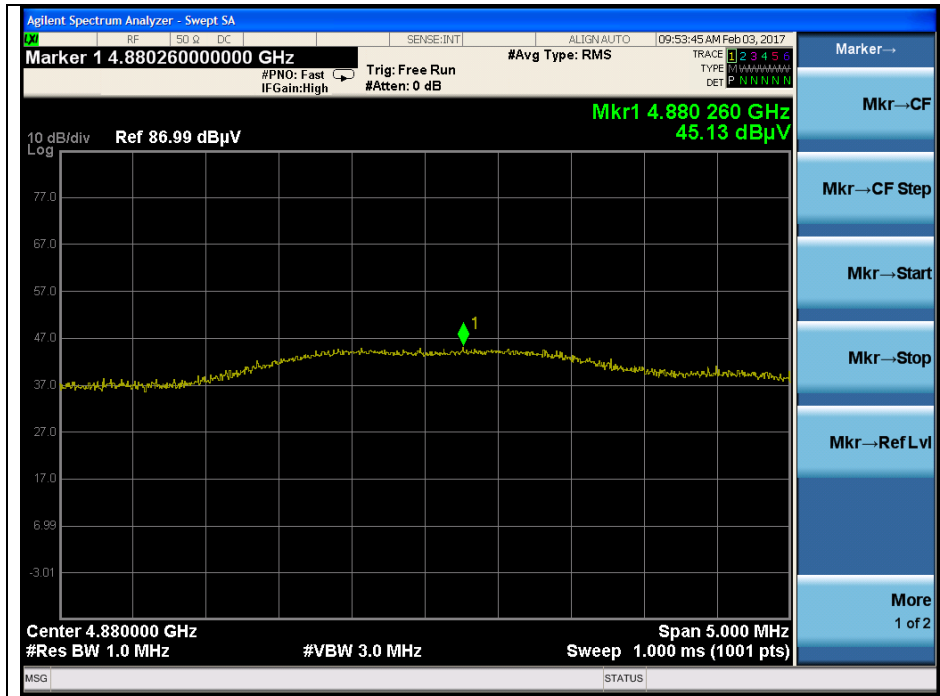 Agilent Spectrum Analyzer - Swept SA
LXI RF 50 Ω DC SENSE:INT ALIGN AUTO 09:53:45 AM Feb 03, 2017
Marker 1 4.880260000000 GHz
#Avg Type: RMS
TRACE 1 2 3 4 5 6
#PNO: Fast Trig: Free Run
TYPE M WWWWW
IFGain:High #Atten: 0 dB
DET P N N N N N
Mkr1 4.880 260 GHz
45.13 dBµV
10 dB/div Ref 86.99 dBµV
Log
77.0
67.0
57.0
47.0
1
37.0
27.0
17.0
6.99
-3.01
Center 4.880000 GHz Span 5.000 MHz
#Res BW 1.0 MHz #VBW 3.0 MHz Sweep 1.000 ms (1001 pts)
MSG STATUS
Marker→
Mkr→CF
Mkr→CF Step
Mkr→Start
Mkr→Stop
Mkr→Ref Lvl
More
1 of 2